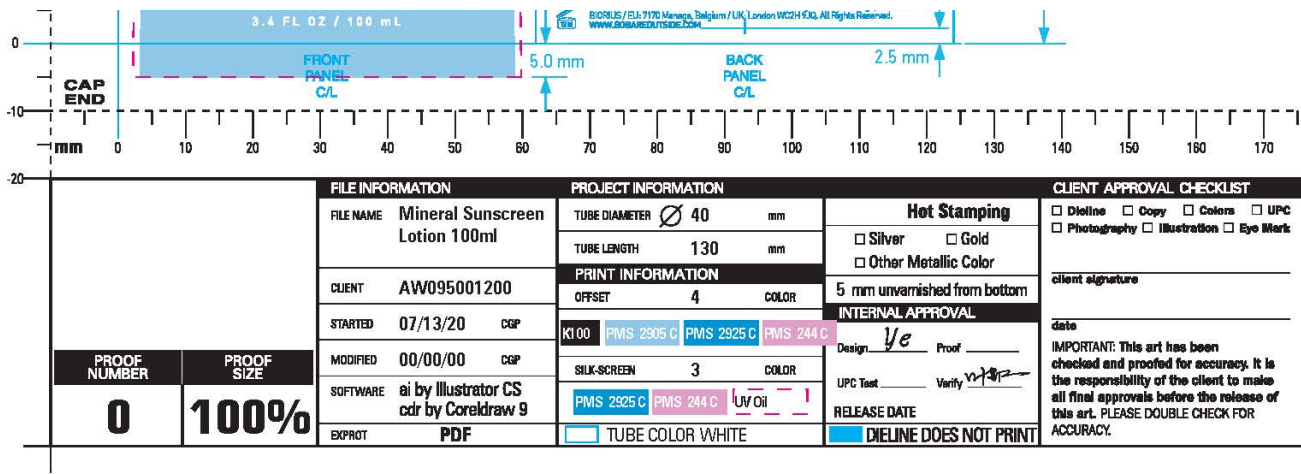 3.4 FL OZ / 100 mL
BIORIUS / EU: 7170 Manage, Belgium / UK, London WC2H 9JQ. All Rights Reserved.
12M
WWW.BOBAREOUTSIDE.COM
0
FRONT
PANEL
C/L
5.0 mm
BACK
PANEL
C/L
2.5 mm
CAP
END
-10
mm 0 10 20 30 40 50 60 70 80 90 100 110 120 130 140 150 160 170
-20
PROOF NUMBER
0
PROOF SIZE
100%
FILE INFORMATION
FILE NAME Mineral Sunscreen
Lotion 100ml
CLIENT AW095001200
STARTED 07/13/20 CGP
MODIFIED 00/00/00 CGP
SOFTWARE ai by Illustrator CS
cdr by Coreldraw 9
EXPROT PDF
PROJECT INFORMATION
TUBE DIAMETER Ø 40 mm
TUBE LENGTH 130 mm
PRINT INFORMATION
OFFSET 4 COLOR
K100 PMS 2905 C PMS 2925 C PMS 244 C
SILK-SCREEN 3 COLOR
PMS 2925 C PMS 244 C UV Oil
TUBE COLOR WHITE
Hot Stamping
Silver Gold
Other Metallic Color
5 mm unvarnished from bottom
INTERNAL APPROVAL
Design Ye Proof
UPC Test Verify
RELEASE DATE
DIELINE DOES NOT PRINT
CLIENT APPROVAL CHECKLIST
Dieline Copy Colors UPC
Photography Illustration Eye Mark
client signature
date
IMPORTANT: This art has been
checked and proofed for accuracy. It is
the responsibility of the client to make
all final approvals before the release of
this art. PLEASE DOUBLE CHECK FOR
ACCURACY.